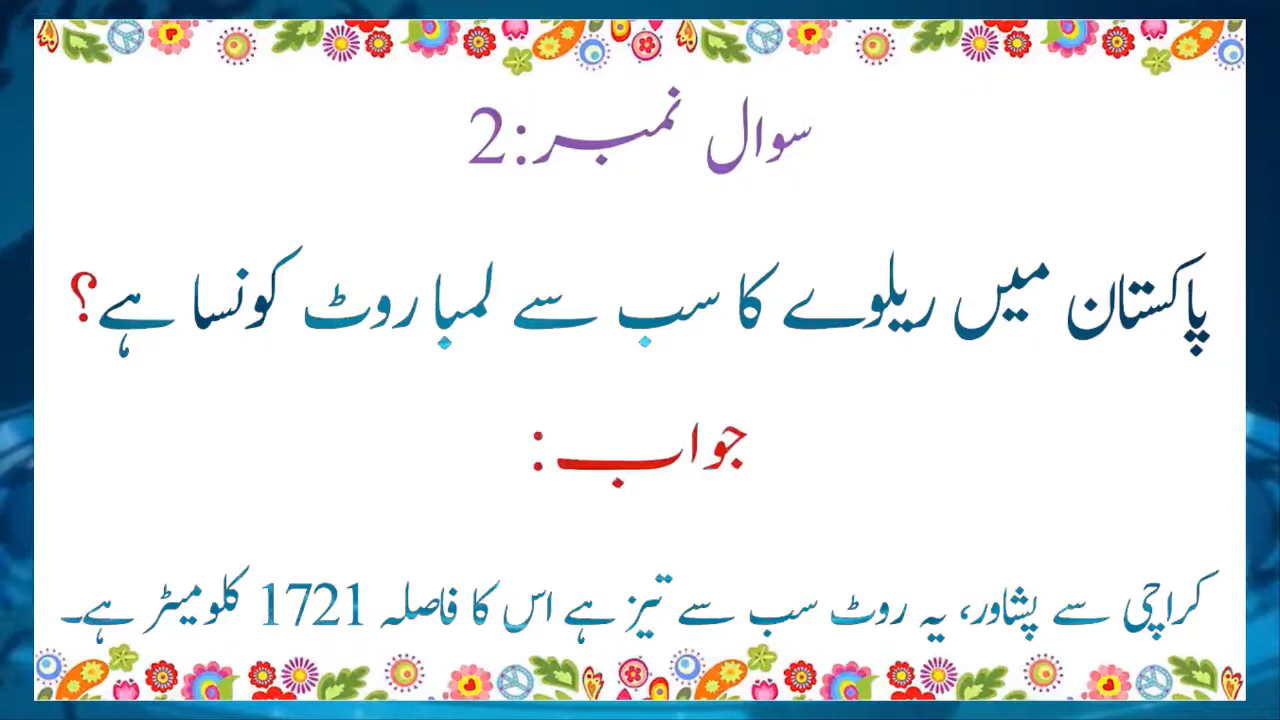 سوال نمبر:2
پاکستان میں ریلوے کا سب سے لمبا روٹ کونسا ہے؟
جواب:
کراچی سے پشاور، یہ روٹ سب سے تیز ہے اس کا فاصلہ 1721 کلومیٹر ہے۔